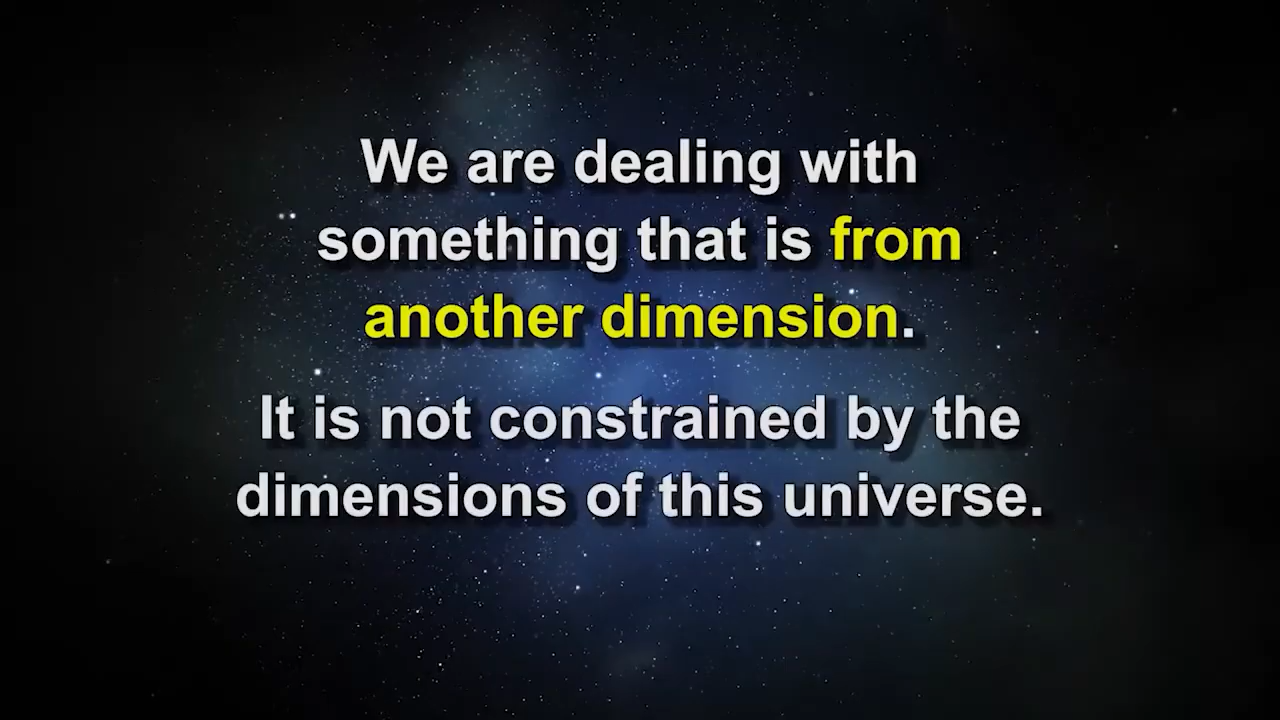 We are dealing with
something that is from
another dimension.
It is not constrained by the
dimensions of this universe.